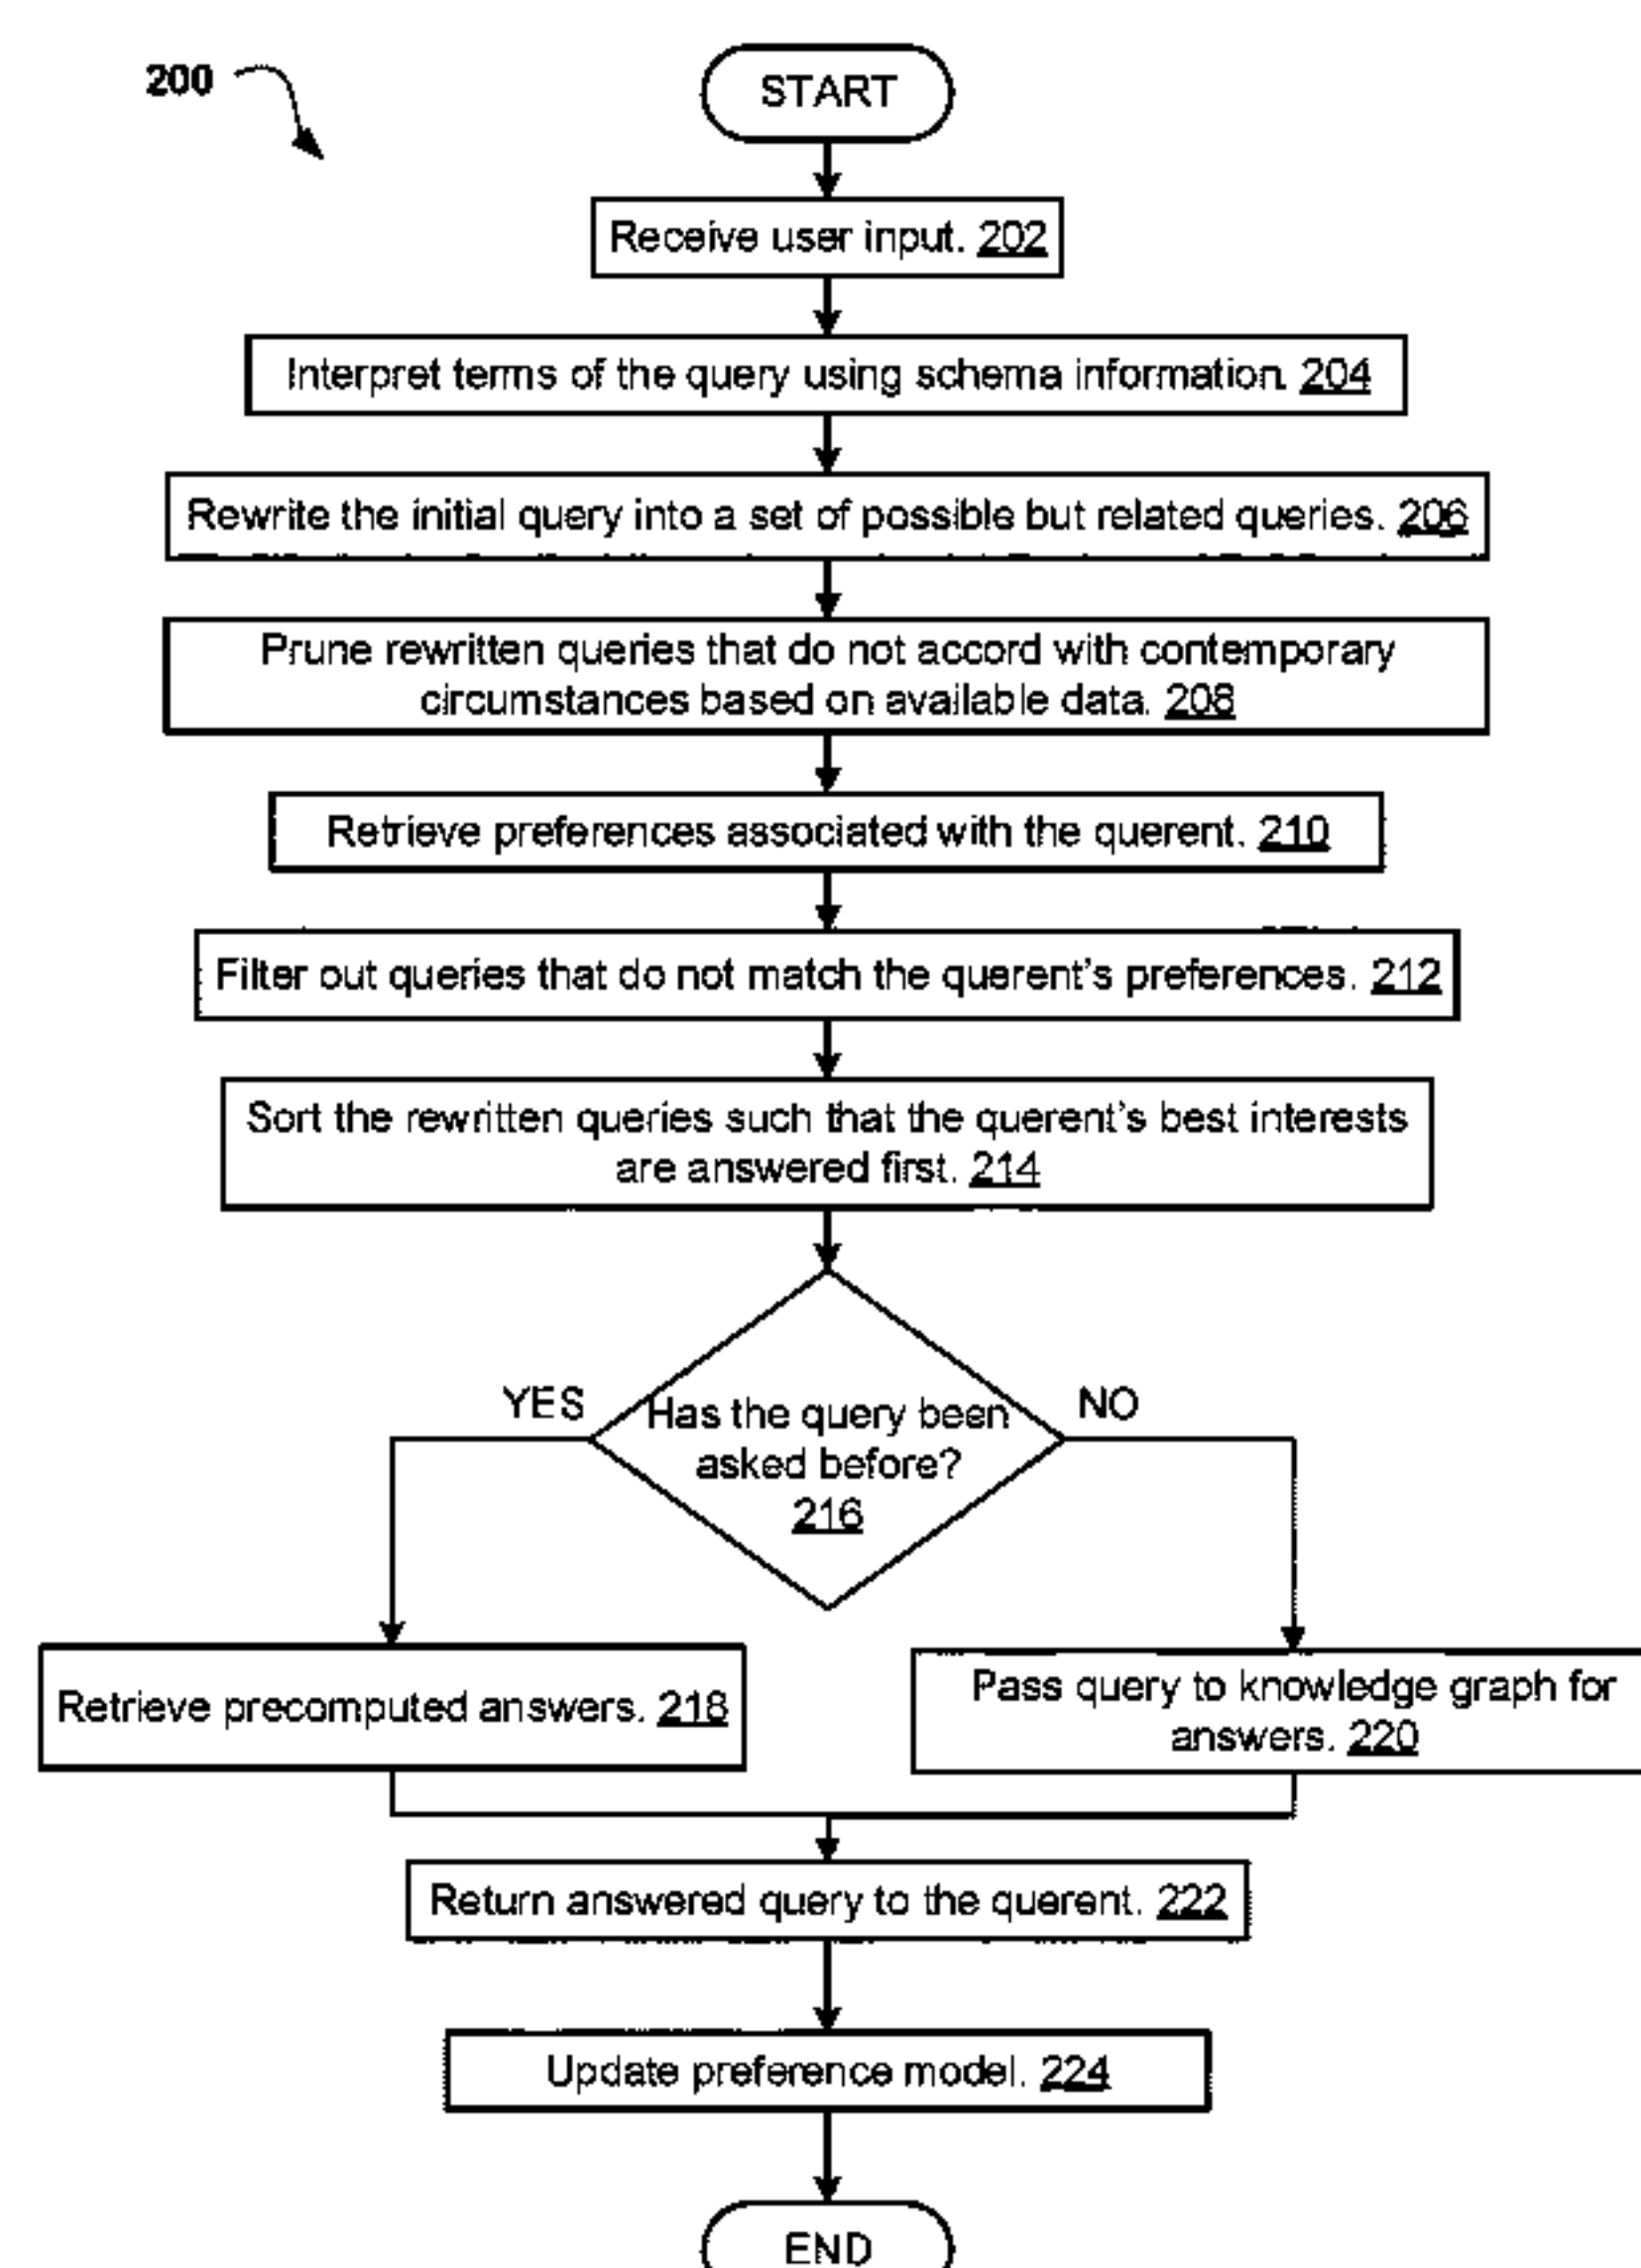 200
START
Receive user input. 202
Interpret terms of the query using schema information. 204
Rewrite the initial query into a set of possible but related queries. 206
Prune rewritten queries that do not accord with contemporary
circumstances based on available data. 208
Retrieve preferences associated with the querent. 210
Filter out queries that do not match the querent's preferences. 212
Sort the rewritten queries such that the querent's best interests
are answered first. 214
YES
NO
Has the query been
asked before?
216
Retrieve precomputed answers. 218
Pass query to knowledge graph for
answers. 220
Return answered query to the querent. 222
Update preference model. 224
END